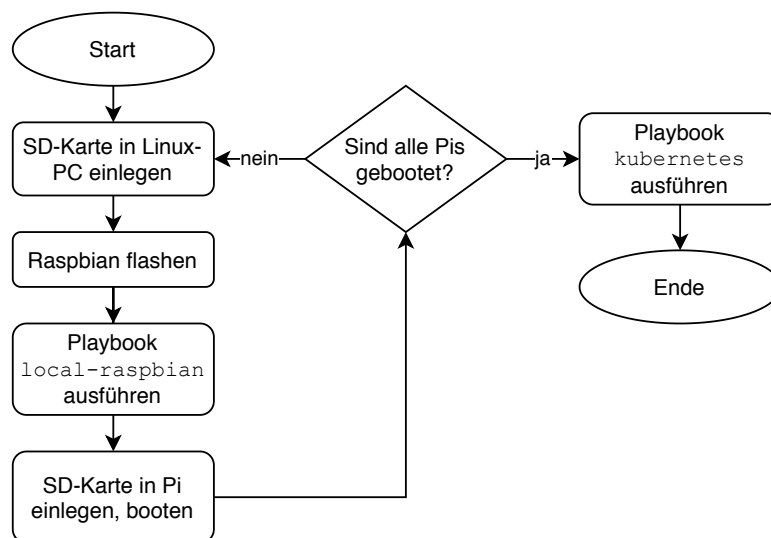 Start
SD-Karte in Linux-
PC einlegen
Raspbian flashen
Playbook
local-raspbian
ausführen
SD-Karte in Pi
einlegen, booten
Sind alle Pis
gebootet?
nein
ja
Playbook
kubernetes
ausführen
Ende